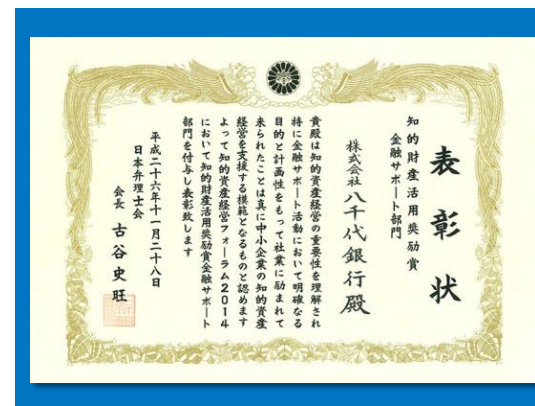 表彰状
知的財産活用奨励賞
金融サポート部門
株式会社八千代銀行殿
貴殿は知的資産経営の重要性を理解され
特に金融サポート活動において明確なる
目的と計画性をもって社業に励まれて
来られたことは真に中小企業の知的資産
経営を支援する模範となるものと認めます
よって知的資産経営フォーラム2014
において知的財産活用奨励賞金融サポート
部門を付与し表彰致します
平成二十六年十一月二十八日
日本弁理士会
会長 古谷史旺